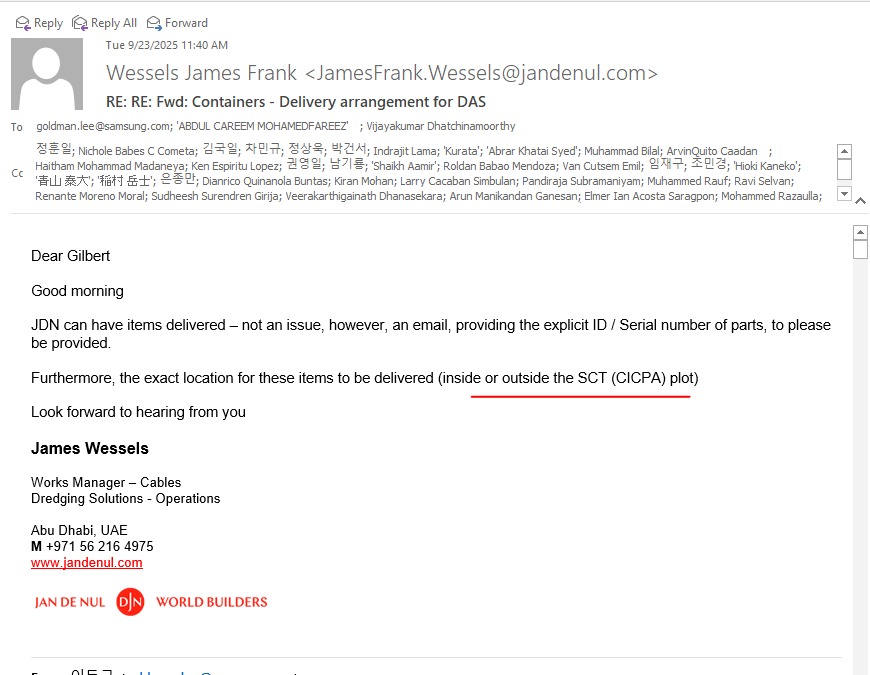 Reply Reply All Forward
Tue 9/23/2025 11:40 AM
Wessels James Frank <JamesFrank.Wessels@jandenul.com>
RE: RE: Fwd: Containers - Delivery arrangement for DAS
To goldman.lee@samsung.com; 'ABDUL CAREEM MOHAMEDFAREEZ' ; Vijayakumar Dhatchinamoorthy
Cc 정훈일; Nichole Babes C Cometa; 김국일; 차민규; 정상욱; 박건서; Indrajit Lama; 'Kurata'; 'Abrar Khatai Syed'; Muhammad Bilal; ArvinQuito Caadan ;
Haitham Mohammad Madaneya; Ken Espiritu Lopez; 권영일; 남기룡; 'Shaikh Aamir'; Roldan Babao Mendoza; Van Cutsem Emil; 임재구; 조민경; 'Hioki Kaneko';
'青山 泰大'; '稲村 岳士'; 은종만; Dianrico Quinanola Buntas; Kiran Mohan; Larry Cacaban Simbulan; Pandiraja Subramaniyam; Muhammed Rauf; Ravi Selvan;
Renante Moreno Moral; Sudheesh Surendren Girija; Veerakarthigainath Dhanasekara; Arun Manikandan Ganesan; Elmer Ian Acosta Saragpon; Mohammed Razaulla;
Dear Gilbert
Good morning
JDN can have items delivered – not an issue, however, an email, providing the explicit ID / Serial number of parts, to please
be provided.
Furthermore, the exact location for these items to be delivered (inside or outside the SCT (CICPA) plot)
Look forward to hearing from you
James Wessels
Works Manager – Cables
Dredging Solutions - Operations
Abu Dhabi, UAE
M +971 56 216 4975
www.jandenul.com
JAN DE NUL DJN WORLD BUILDERS